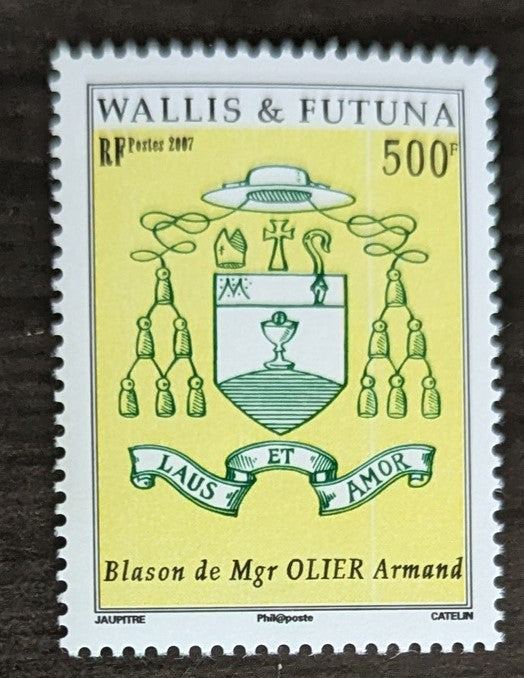 WALLIS & FUTUNA
RF Postes 2007 500F
M
LAUS ET AMOR
Blason de Mgr OLIER Armand
JAUPITRE Phil@poste CATELIN